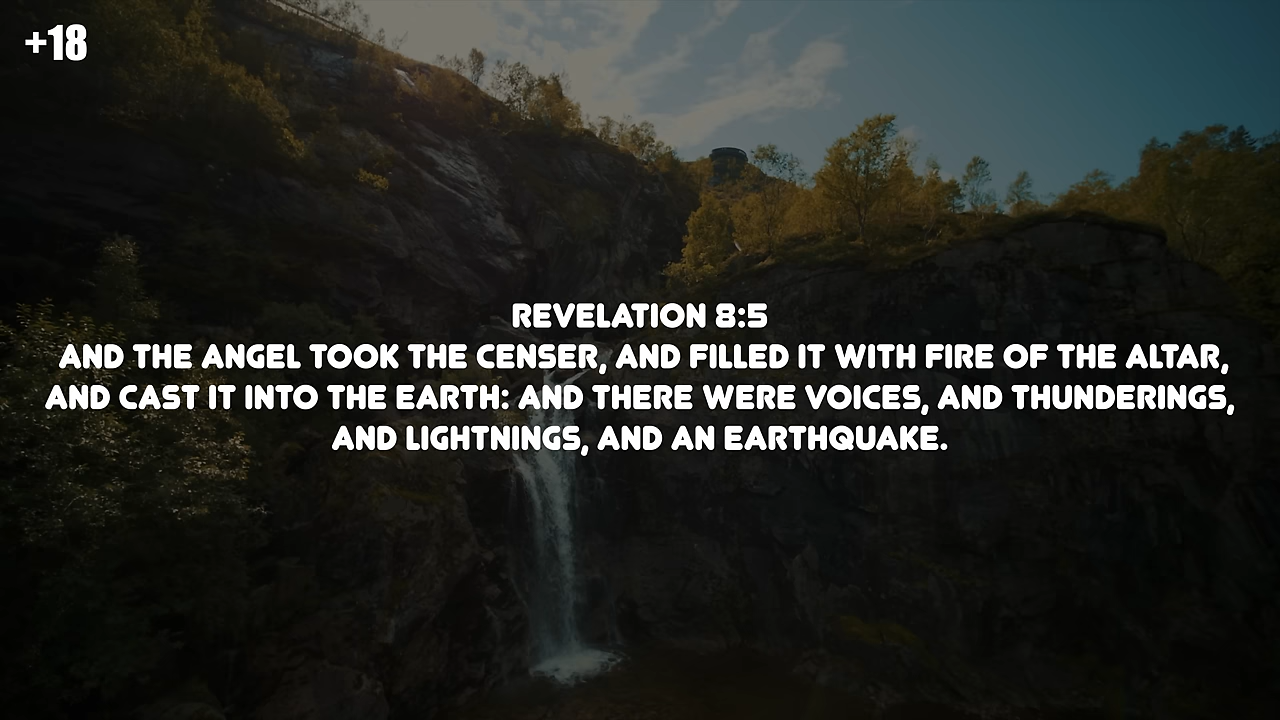 +18
REVELATION 8:5
AND THE ANGEL TOOK THE CENSER, AND FILLED IT WITH FIRE OF THE ALTAR,
AND CAST IT INTO THE EARTH: AND THERE WERE VOICES, AND THUNDERINGS,
AND LIGHTNINGS, AND AN EARTHQUAKE.